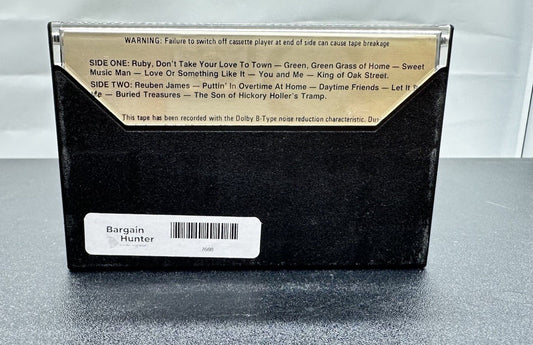 WARNING: Failure to switch off cassette player at end of side can cause tape breakage
SIDE ONE: Ruby, Don't Take Your Love To Town — Green, Green Grass of Home — Sweet
Music Man — Love Or Something Like It — You and Me — King of Oak Street.
SIDE TWO: Reuben James — Puttin' In Overtime At Home — Daytime Friends — Let It
Me — Buried Treasures — The Son of Hickory Holler's Tramp.
This tape has been recorded with the Dolby B-Type noise reduction characteristic.
Bargain
Hunter